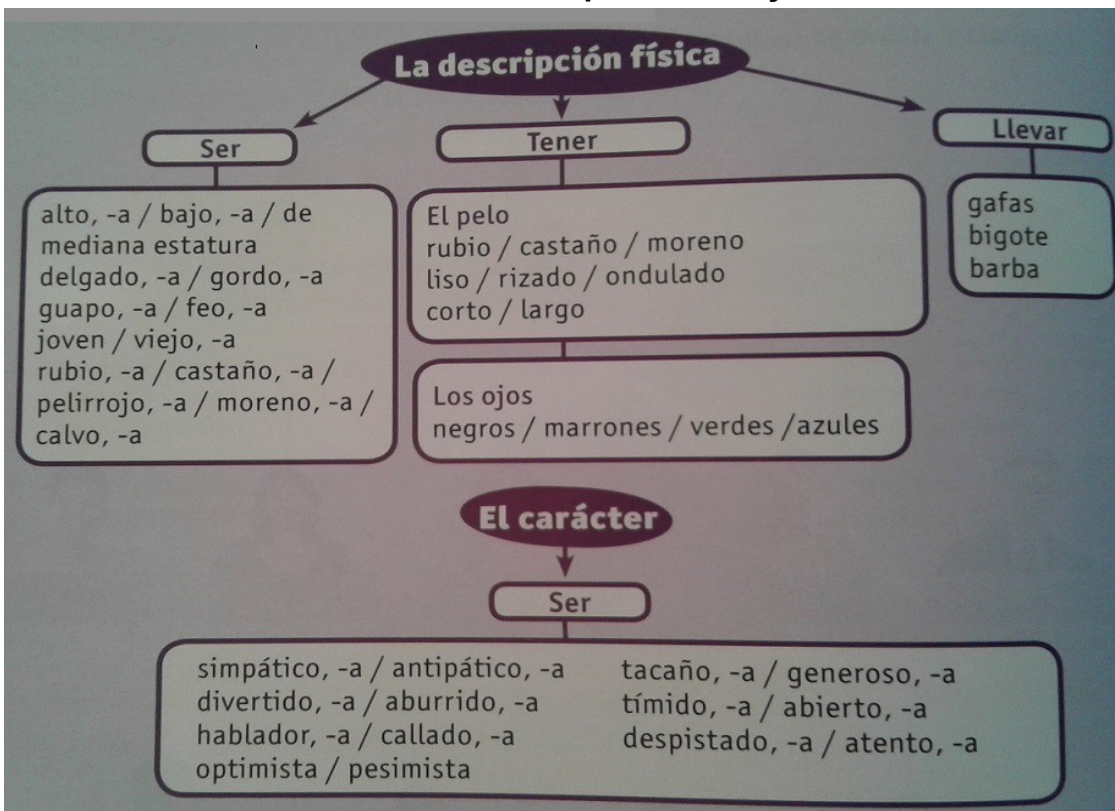 La descripción física
Ser
alto, -a / bajo, -a / de
mediana estatura
delgado, -a / gordo, -a
guapo, -a / feo, -a
joven / viejo, -a
rubio, -a / castaño, -a /
pelirrojo, -a / moreno, -a /
calvo, -a
Tener
El pelo
rubio / castaño / moreno
liso / rizado / ondulado
corto / largo
Los ojos
negros / marrones / verdes /azules
Llevar
gafas
bigote
barba
El carácter
Ser
simpático, -a / antipático, -a
divertido, -a / aburrido, -a
hablador, -a / callado, -a
optimista / pesimista
tacaño, -a / generoso, -a
tímido, -a / abierto, -a
despistado, -a / atento, -a